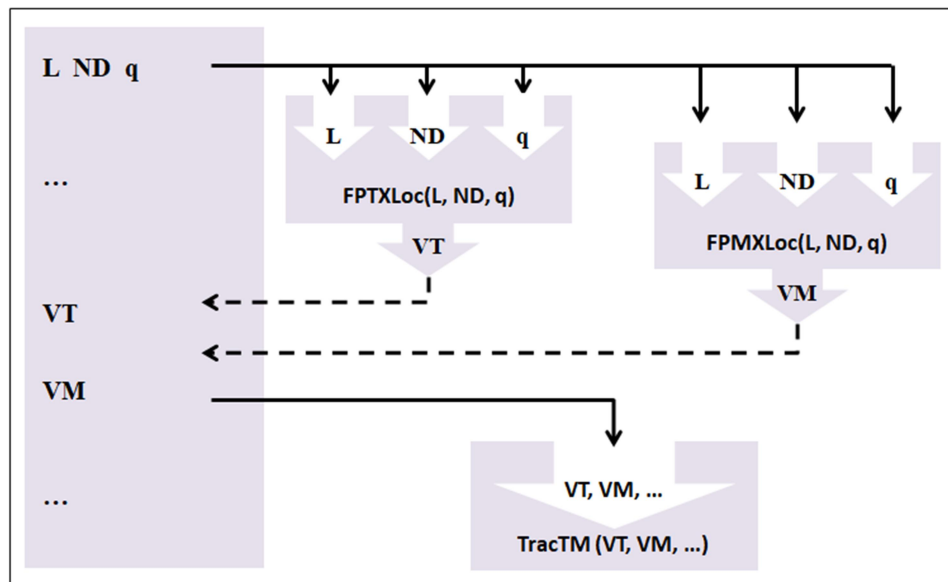 L ND q
L ND q
L ND q
...
FPTXLoc(L, ND, q)
FPMXLoc(L, ND, q)
VT
VM
VT
VM
VT, VM, ...
...
TracTM (VT, VM, ...)